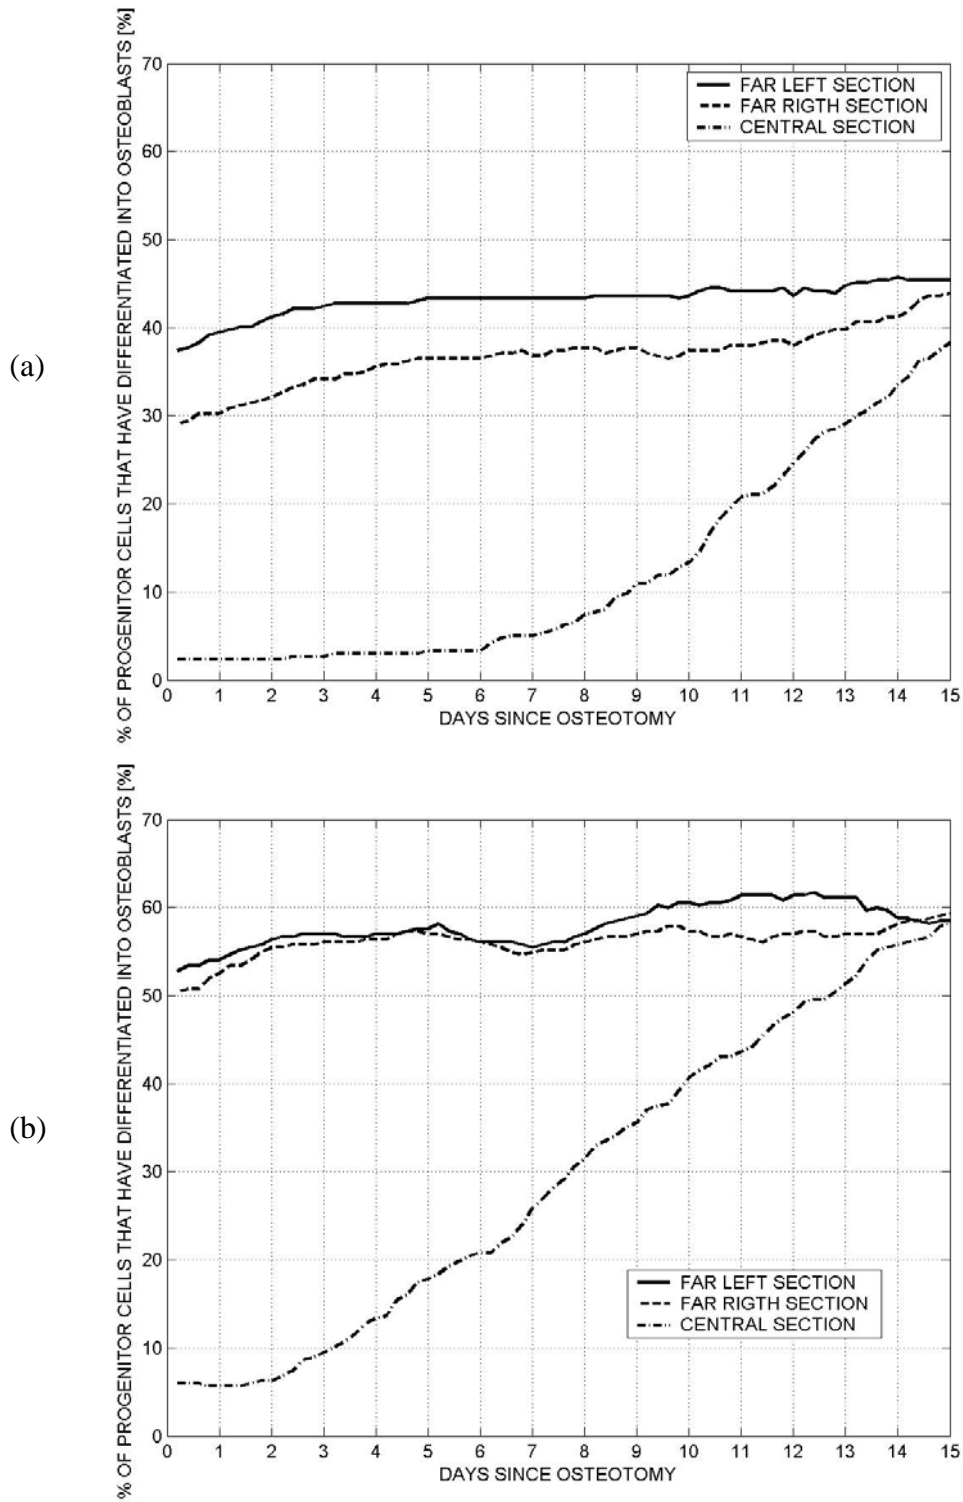 (a)
% OF PROGENITOR CELLS THAT HAVE DIFFERENTIATED INTO OSTEOBLASTS [%]
70
60
50
40
30
20
10
0
FAR LEFT SECTION
FAR RIGTH SECTION
CENTRAL SECTION
0 1 2 3 4 5 6 7 8 9 10 11 12 13 14 15
DAYS SINCE OSTEOTOMY
(b)
% OF PROGENITOR CELLS THAT HAVE DIFFERENTIATED INTO OSTEOBLASTS [%]
70
60
50
40
30
20
10
0
FAR LEFT SECTION
FAR RIGTH SECTION
CENTRAL SECTION
0 1 2 3 4 5 6 7 8 9 10 11 12 13 14 15
DAYS SINCE OSTEOTOMY